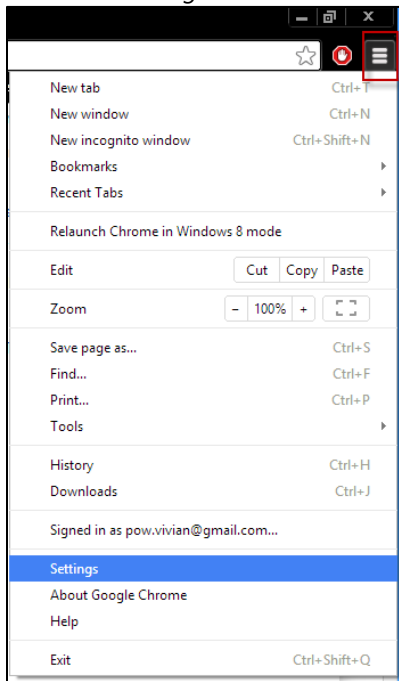 New tab Ctrl+T
New window Ctrl+N
New incognito window Ctrl+Shift+N
Bookmarks
Recent Tabs
Relaunch Chrome in Windows 8 mode
Edit Cut Copy Paste
Zoom − 100% +
Save page as... Ctrl+S
Find... Ctrl+F
Print... Ctrl+P
Tools
History Ctrl+H
Downloads Ctrl+J
Signed in as pow.vivian@gmail.com...
Settings
About Google Chrome
Help
Exit Ctrl+Shift+Q